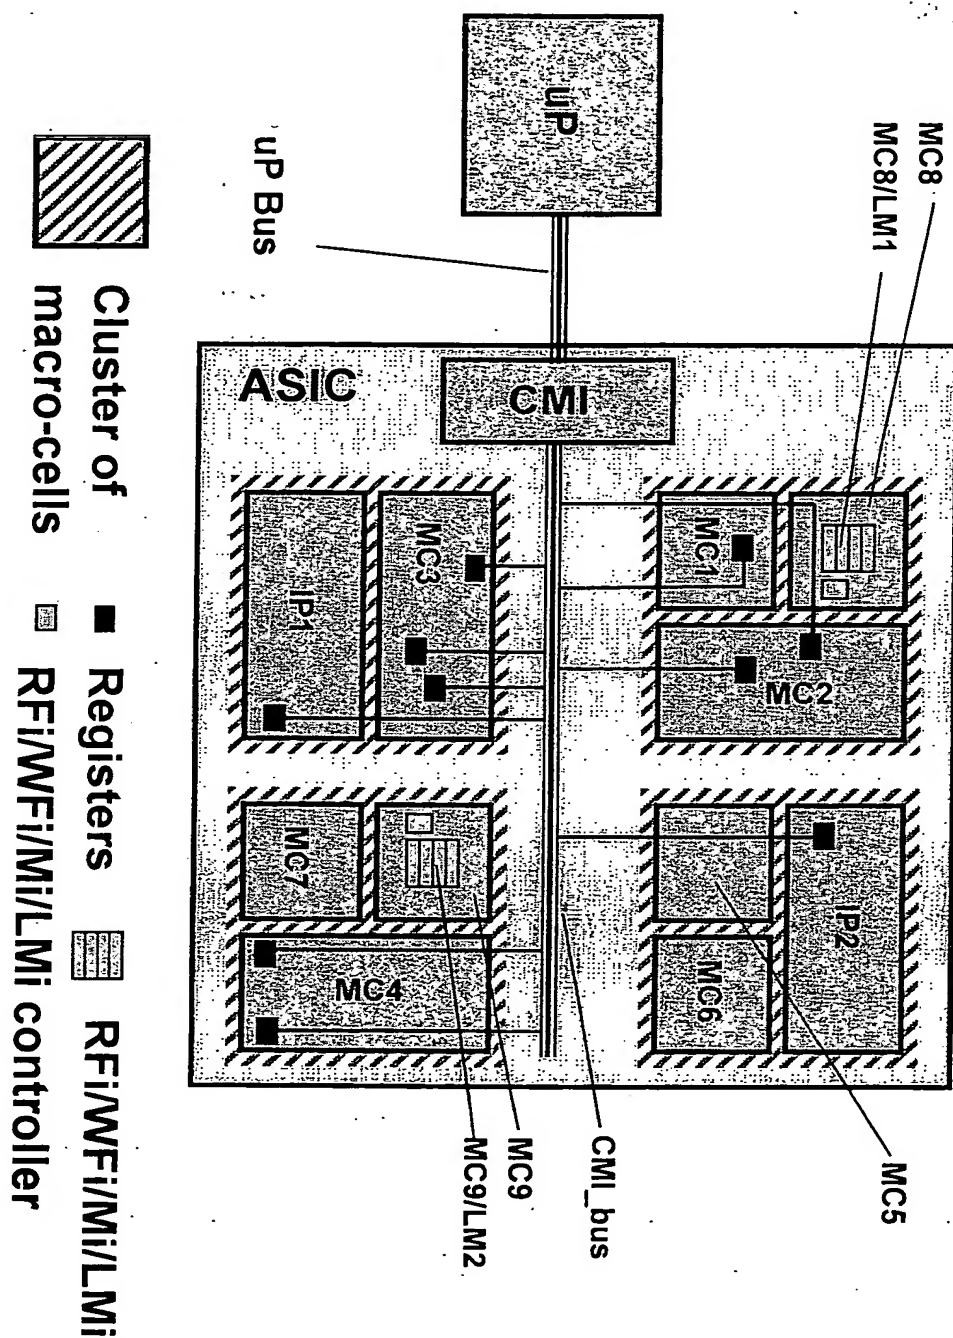 MC8
MC8/LM1
uP
uP Bus
ASIC
CMI
MC1
MC2
MC3
IP1
IP2
MC6
MC7
MC4
MC5
CMI_bus
MC9
MC9/LM2
Cluster of
macro-cells
Registers
RFi/WFi/Mi/LMi
RFi/WFi/Mi/LMi controller